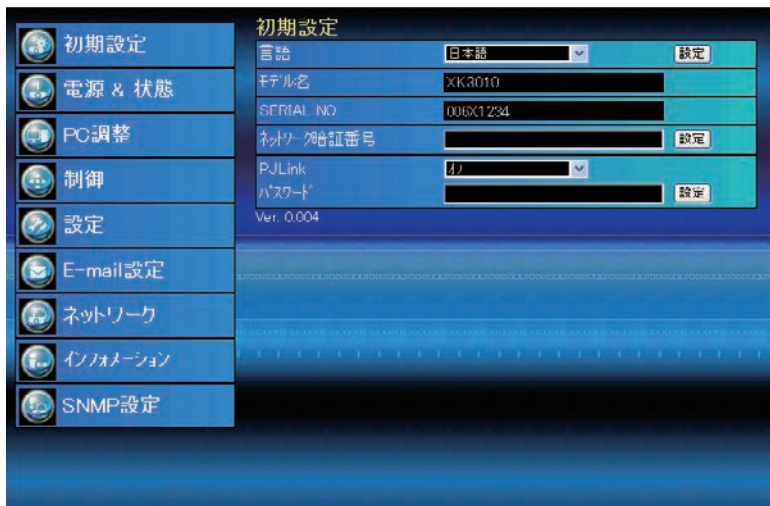 初期設定
電源 & 状態
PC調整
制御
設定
E-mail設定
ネットワーク
インフォメーション
SNMP設定
初期設定
言語 日本語 設定
モデル名 XK3010
SERIAL NO 006X1234
ネットワーク暗証番号 設定
PJLink オン
パスワード 設定
Ver. 0.004